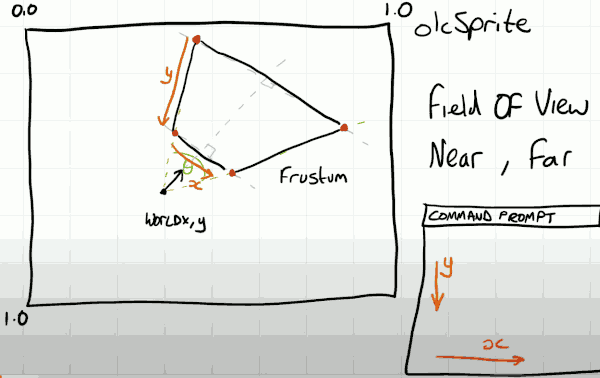 0.0
1.0
olcSprite
y
Field OF View
Near, Far
θ
x
Frustum
WORLDX,y
COMMAND PROMPT
y
x
1.0